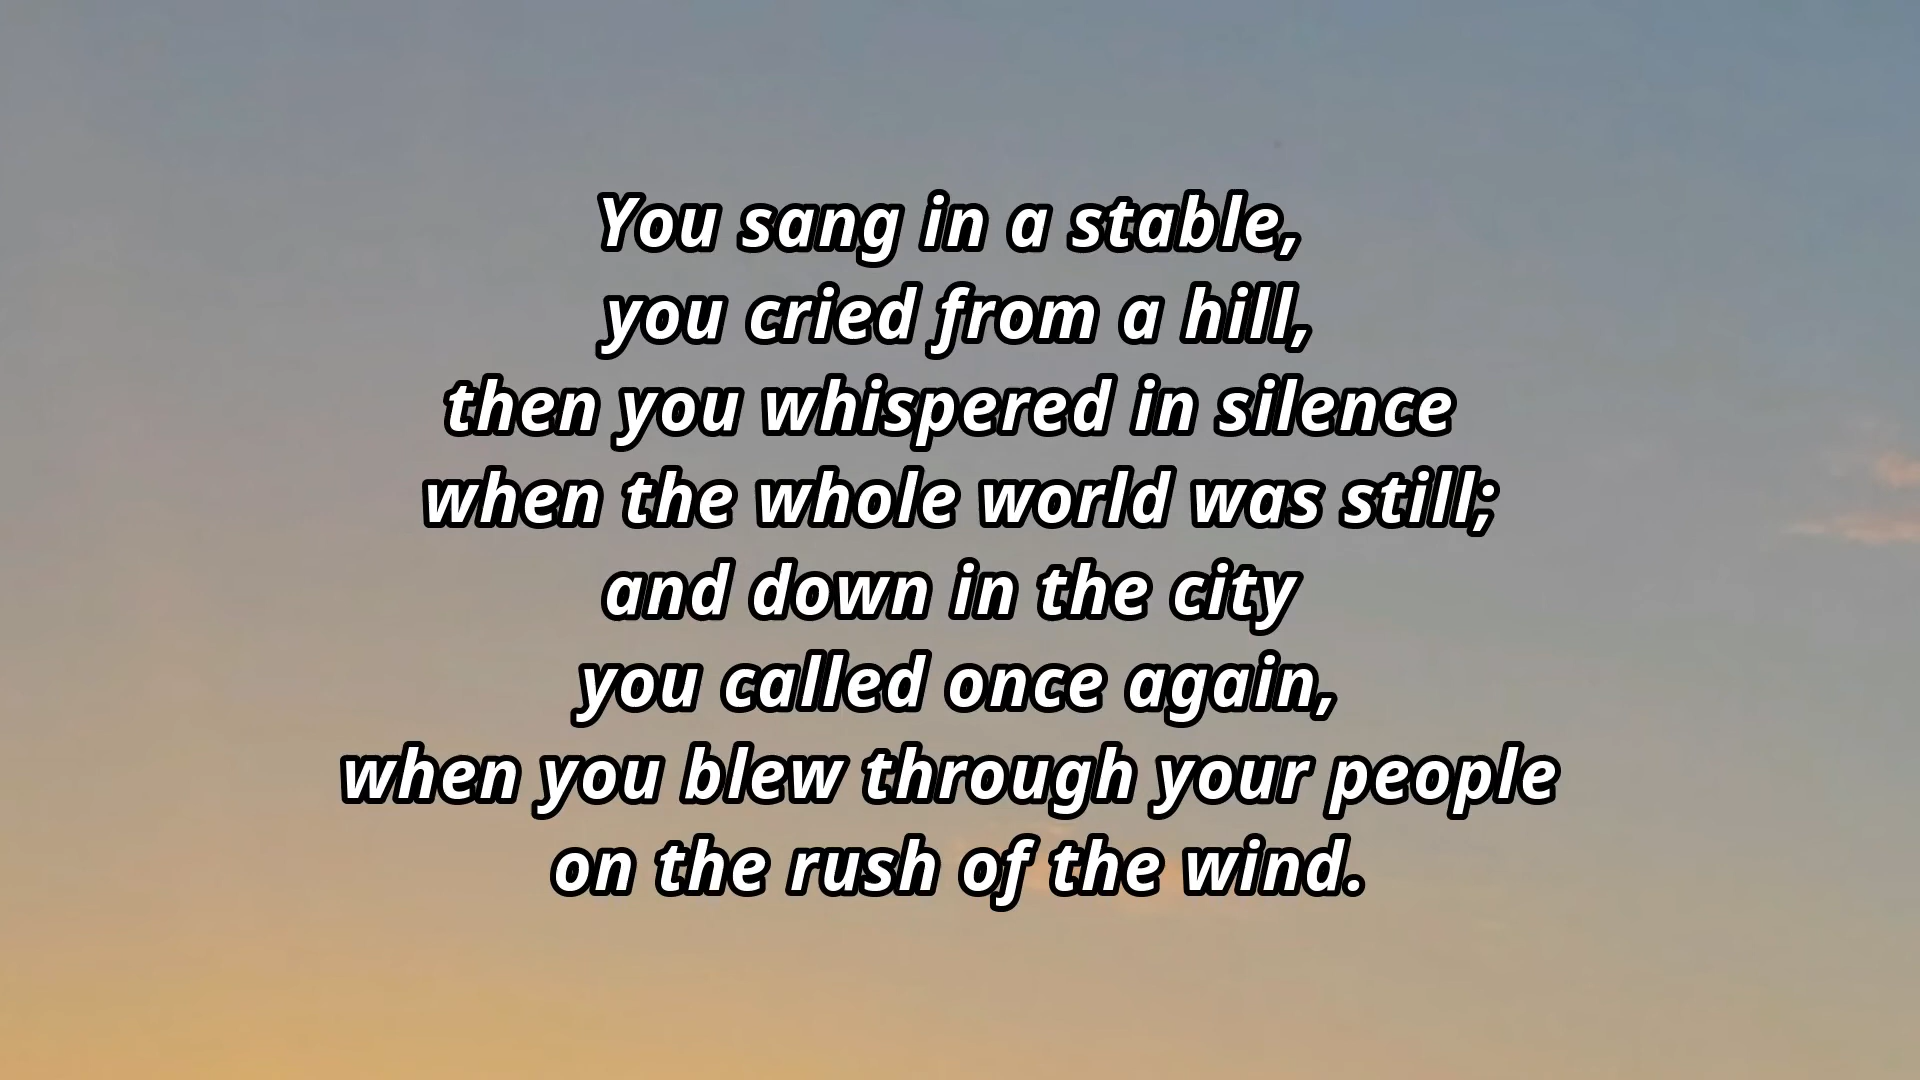 You sang in a stable,
you cried from a hill,
then you whispered in silence
when the whole world was still;
and down in the city
you called once again,
when you blew through your people
on the rush of the wind.